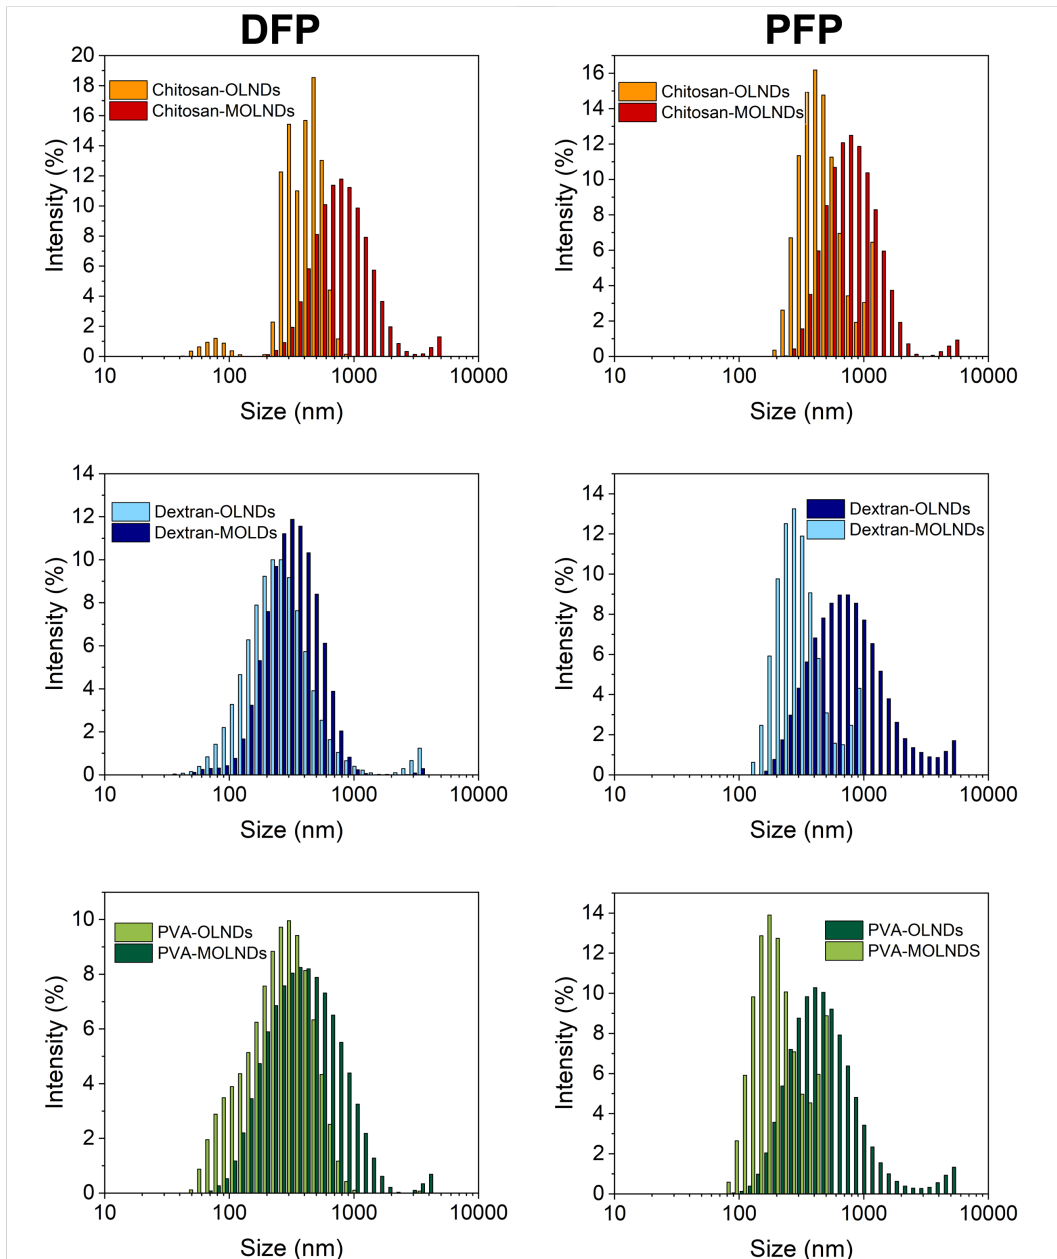 DFP
PFP
20
18
16
14
12
10
8
6
4
2
0
Intensity (%)
Chitosan-OLNDs
Chitosan-MOLNDs
10
100
1000
10000
Size (nm)
16
14
12
10
8
6
4
2
0
Intensity (%)
Chitosan-OLNDs
Chitosan-MOLNDs
10
100
1000
10000
Size (nm)
14
12
10
8
6
4
2
0
Intensity (%)
Dextran-OLNDs
Dextran-MOLDs
10
100
1000
10000
Size (nm)
14
12
10
8
6
4
2
0
Intensity (%)
Dextran-OLNDs
Dextran-MOLNDs
10
100
1000
10000
Size (nm)
10
8
6
4
2
0
Intensity (%)
PVA-OLNDs
PVA-MOLNDs
10
100
1000
10000
Size (nm)
14
12
10
8
6
4
2
0
Intensity (%)
PVA-OLNDs
PVA-MOLNDS
10
100
1000
10000
Size (nm)